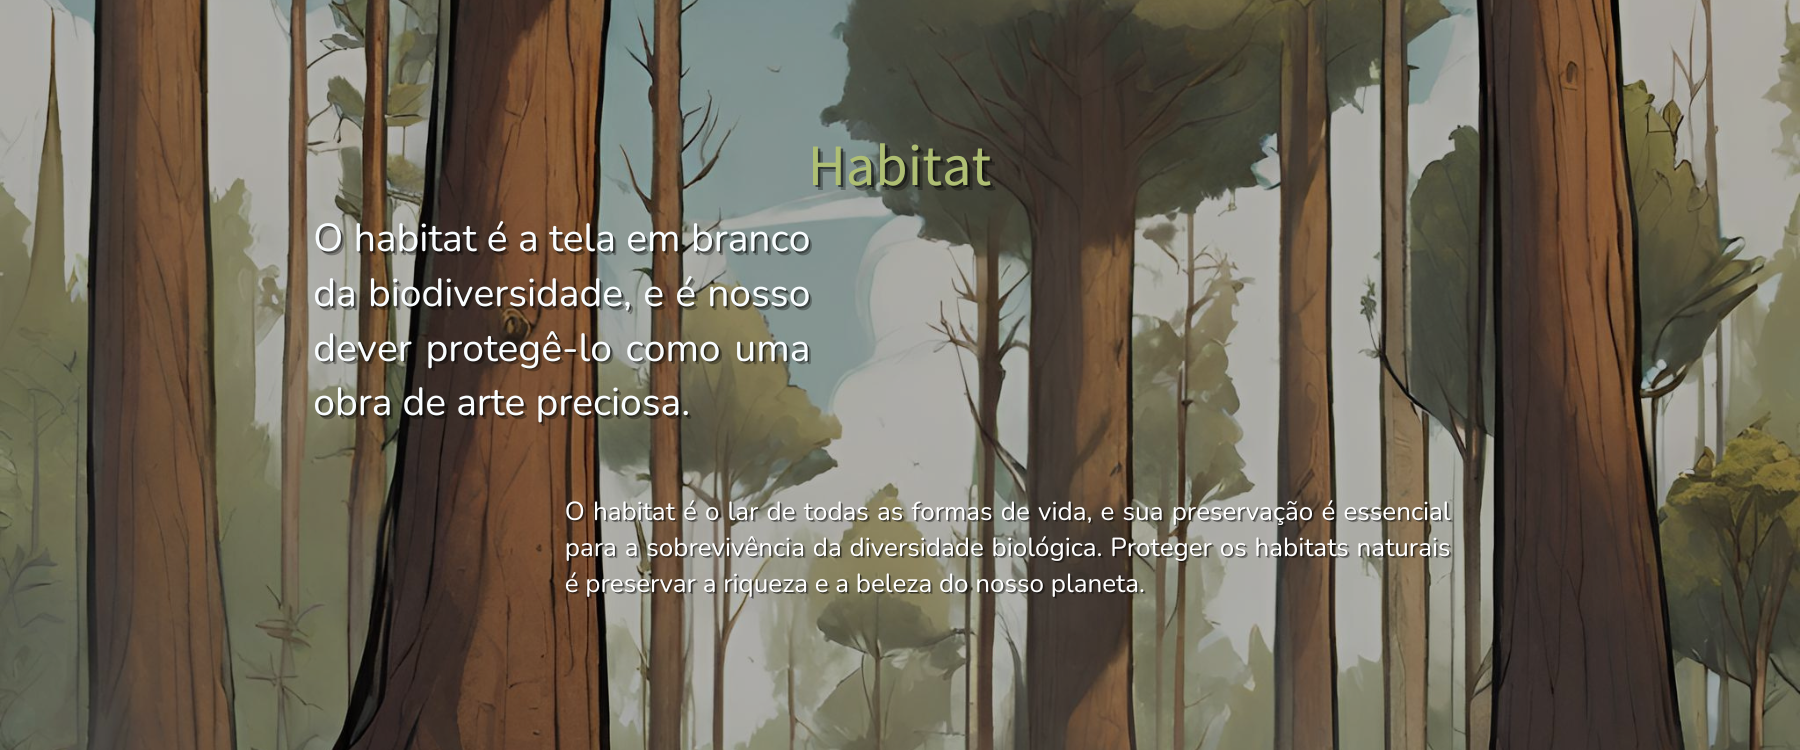 Habitat
O habitat é a tela em branco
da biodiversidade, e é nosso
dever protegê-lo como uma
obra de arte preciosa.
O habitat é o lar de todas as formas de vida, e sua preservação é essencial
para a sobrevivência da diversidade biológica. Proteger os habitats naturais
é preservar a riqueza e a beleza do nosso planeta.